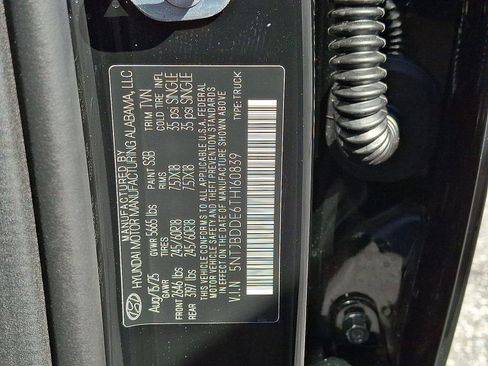 MANUFACTURED BY
HYUNDAI MOTOR MANUFACTURING ALABAMA, LLC
Aug/15/25 GVWR 5665 lbs PAINT S3B TRIM TVN
GAWR TIRES RIMS COLD TIRE INFL
FRONT 2646 lbs 245/60R18 7.5JX18 35 psi SINGLE
REAR 3197 lbs 245/60R18 7.5JX18 35 psi SINGLE
THIS VEHICLE CONFORMS TO ALL APPLICABLE U.S.A. FEDERAL
MOTOR VEHICLE SAFETY AND THEFT PREVENTION STANDARDS
IN EFFECT ON THE DATE OF MANUFACTURE SHOWN ABOVE.
V.I.N 5NTJBDDE6TH160839 TYPE:TRUCK